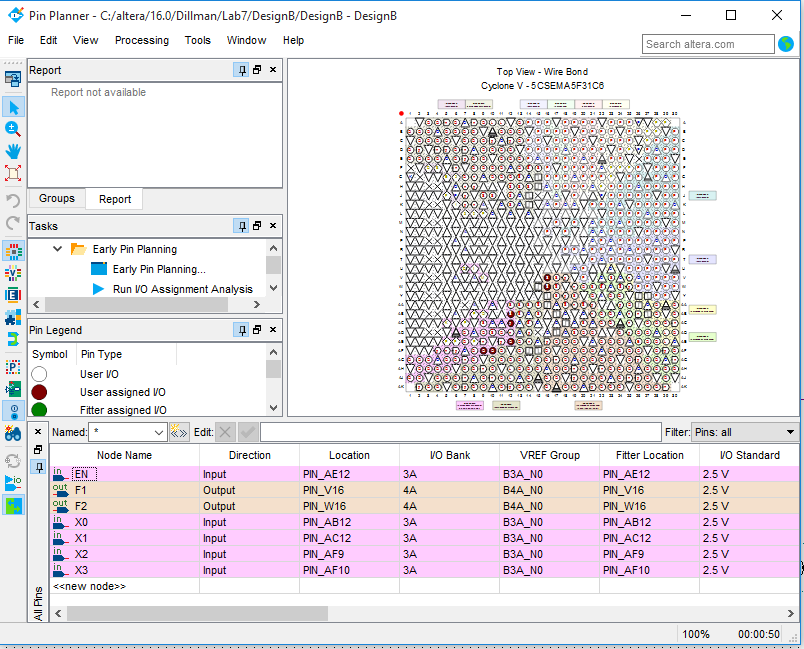 Pin Planner - C:/altera/16.0/Dillman/Lab7/DesignB/DesignB - DesignB
File Edit View Processing Tools Window Help
Search altera.com
Report
Report not available
Groups Report
Tasks
Early Pin Planning
Early Pin Planning...
Run I/O Assignment Analysis
Pin Legend
Symbol Pin Type
User I/O
User assigned I/O
Fitter assigned I/O
Top View - Wire Bond
Cyclone V - 5CSEMA5F31C6
Named: * Edit: Filter: Pins: all
Node Name Direction Location I/O Bank VREF Group Fitter Location I/O Standard
in EN Input PIN_AE12 3A B3A_N0 PIN_AE12 2.5 V
out F1 Output PIN_V16 4A B4A_N0 PIN_V16 2.5 V
out F2 Output PIN_W16 4A B4A_N0 PIN_W16 2.5 V
in X0 Input PIN_AB12 3A B3A_N0 PIN_AB12 2.5 V
in X1 Input PIN_AC12 3A B3A_N0 PIN_AC12 2.5 V
in X2 Input PIN_AF9 3A B3A_N0 PIN_AF9 2.5 V
in X3 Input PIN_AF10 3A B3A_N0 PIN_AF10 2.5 V
<<new node>>
All Pins
100% 00:00:50